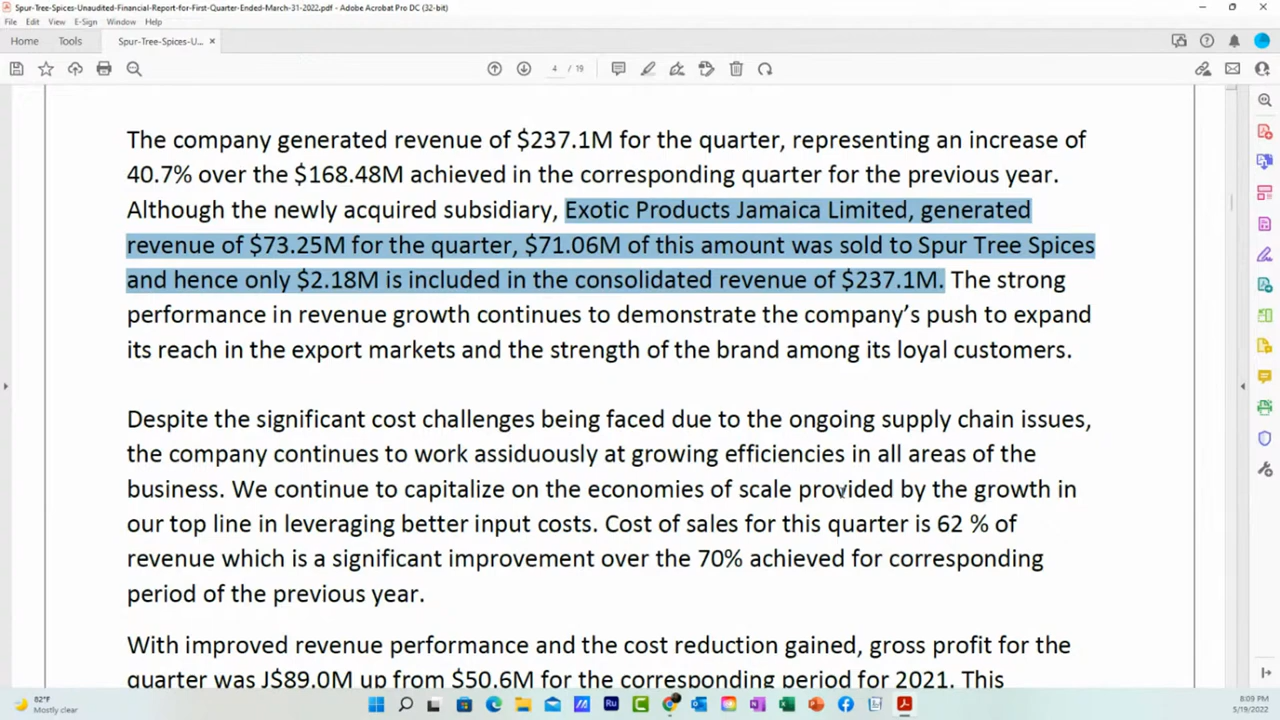 Spur-Tree-Spices-Unaudited-Financial-Report-for-First-Quarter-Ended-March-31-2022.pdf - Adobe Acrobat Pro DC (32-bit)
File Edit View E-Sign Window Help
Home Tools Spur-Tree-Spices-U... ×
4 / 19
The company generated revenue of $237.1M for the quarter, representing an increase of
40.7% over the $168.48M achieved in the corresponding quarter for the previous year.
Although the newly acquired subsidiary, Exotic Products Jamaica Limited, generated
revenue of $73.25M for the quarter, $71.06M of this amount was sold to Spur Tree Spices
and hence only $2.18M is included in the consolidated revenue of $237.1M. The strong
performance in revenue growth continues to demonstrate the company’s push to expand
its reach in the export markets and the strength of the brand among its loyal customers.
Despite the significant cost challenges being faced due to the ongoing supply chain issues,
the company continues to work assiduously at growing efficiencies in all areas of the
business. We continue to capitalize on the economies of scale provided by the growth in
our top line in leveraging better input costs. Cost of sales for this quarter is 62 % of
revenue which is a significant improvement over the 70% achieved for corresponding
period of the previous year.
With improved revenue performance and the cost reduction gained, gross profit for the
quarter was J$89.0M up from $50.6M for the corresponding period for 2021. This
82°F
Mostly clear
Ru
8:09 PM
5/19/2022